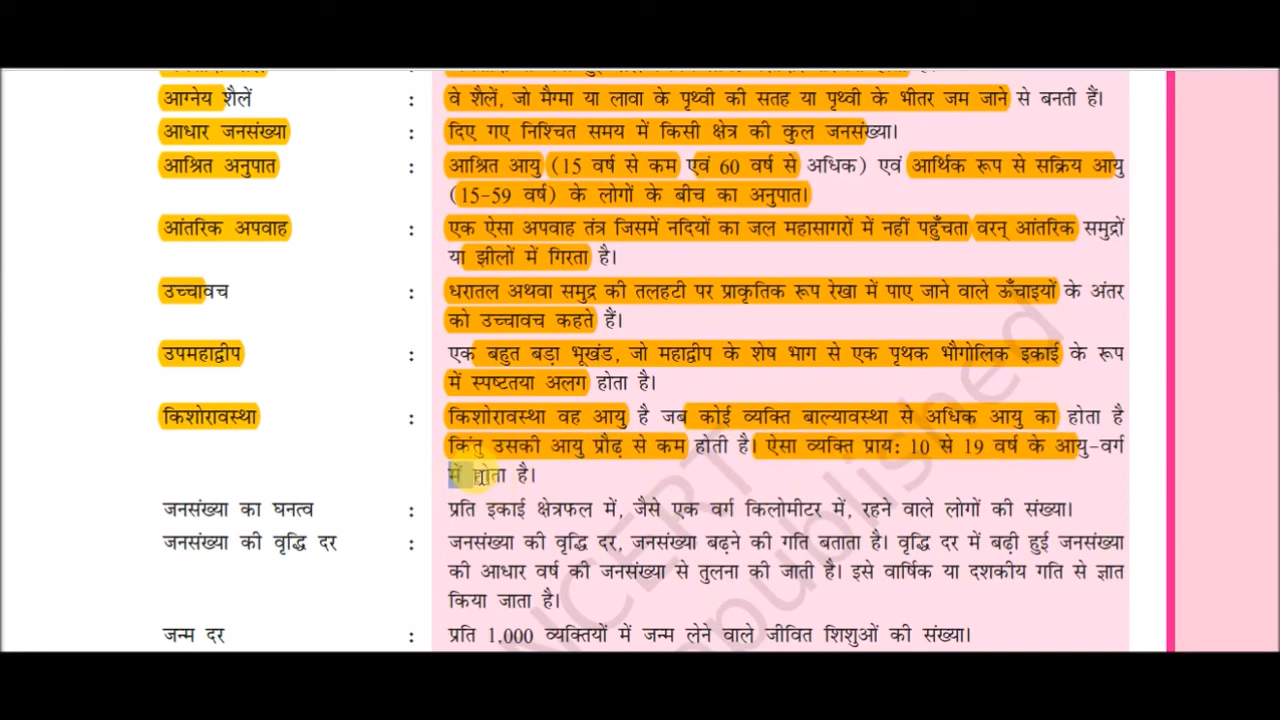 आग्नेय शैलें : वे शैलें, जो मैग्मा या लावा के पृथ्वी की सतह या पृथ्वी के भीतर जम जाने से बनती हैं।
आधार जनसंख्या : दिए गए निश्चित समय में किसी क्षेत्र की कुल जनसंख्या।
आश्रित अनुपात : आश्रित आयु (15 वर्ष से कम एवं 60 वर्ष से अधिक) एवं आर्थिक रूप से सक्रिय आयु
(15-59 वर्ष) के लोगों के बीच का अनुपात।
आंतरिक अपवाह : एक ऐसा अपवाह तंत्र जिसमें नदियों का जल महासागरों में नहीं पहुँचता वरन् आंतरिक समुद्रों
या झीलों में गिरता है।
उच्चावच : धरातल अथवा समुद्र की तलहटी पर प्राकृतिक रूप रेखा में पाए जाने वाले ऊँचाइयों के अंतर
को उच्चावच कहते हैं।
उपमहाद्वीप : एक बहुत बड़ा भूखंड, जो महाद्वीप के शेष भाग से एक पृथक भौगोलिक इकाई के रूप
में स्पष्टतया अलग होता है।
किशोरावस्था : किशोरावस्था वह आयु है जब कोई व्यक्ति बाल्यावस्था से अधिक आयु का होता है
किंतु उसकी आयु प्रौढ़ से कम होती है। ऐसा व्यक्ति प्राय: 10 से 19 वर्ष के आयु-वर्ग
में होता है।
जनसंख्या का घनत्व : प्रति इकाई क्षेत्रफल में, जैसे एक वर्ग किलोमीटर में, रहने वाले लोगों की संख्या।
जनसंख्या की वृद्धि दर : जनसंख्या की वृद्धि दर, जनसंख्या बढ़ने की गति बताता है। वृद्धि दर में बढ़ी हुई जनसंख्या
की आधार वर्ष की जनसंख्या से तुलना की जाती है। इसे वार्षिक या दशकीय गति से ज्ञात
किया जाता है।
जन्म दर : प्रति 1,000 व्यक्तियों में जन्म लेने वाले जीवित शिशुओं की संख्या।
NCERT
published